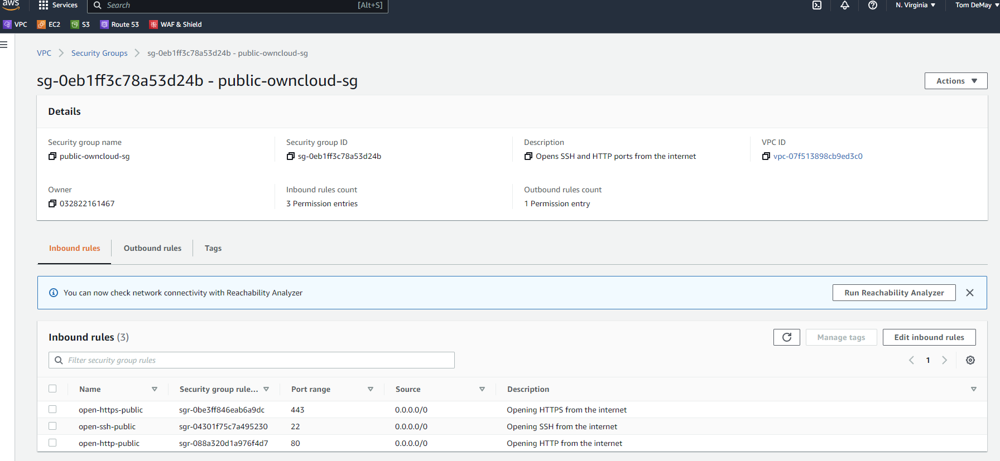 aws Services Search [Alt+S] N. Virginia Tom DeMay
VPC EC2 S3 Route 53 WAF & Shield
VPC Security Groups sg-0eb1ff3c78a53d24b - public-owncloud-sg
sg-0eb1ff3c78a53d24b - public-owncloud-sg Actions
Details
Security group name Security group ID Description VPC ID
public-owncloud-sg sg-0eb1ff3c78a53d24b Opens SSH and HTTP ports from the internet vpc-07f513898cb9ed3c0
Owner Inbound rules count Outbound rules count
032822161467 3 Permission entries 1 Permission entry
Inbound rules Outbound rules Tags
You can now check network connectivity with Reachability Analyzer Run Reachability Analyzer
Inbound rules (3) Manage tags Edit inbound rules
Filter security group rules 1
Name Security group rule... Port range Source Description
open-https-public sgr-0be3ff846eab6a9dc 443 0.0.0.0/0 Opening HTTPS from the internet
open-ssh-public sgr-04301f75c7a495230 22 0.0.0.0/0 Opening SSH from the internet
open-http-public sgr-088a320d1a976f4d7 80 0.0.0.0/0 Opening HTTP from the internet